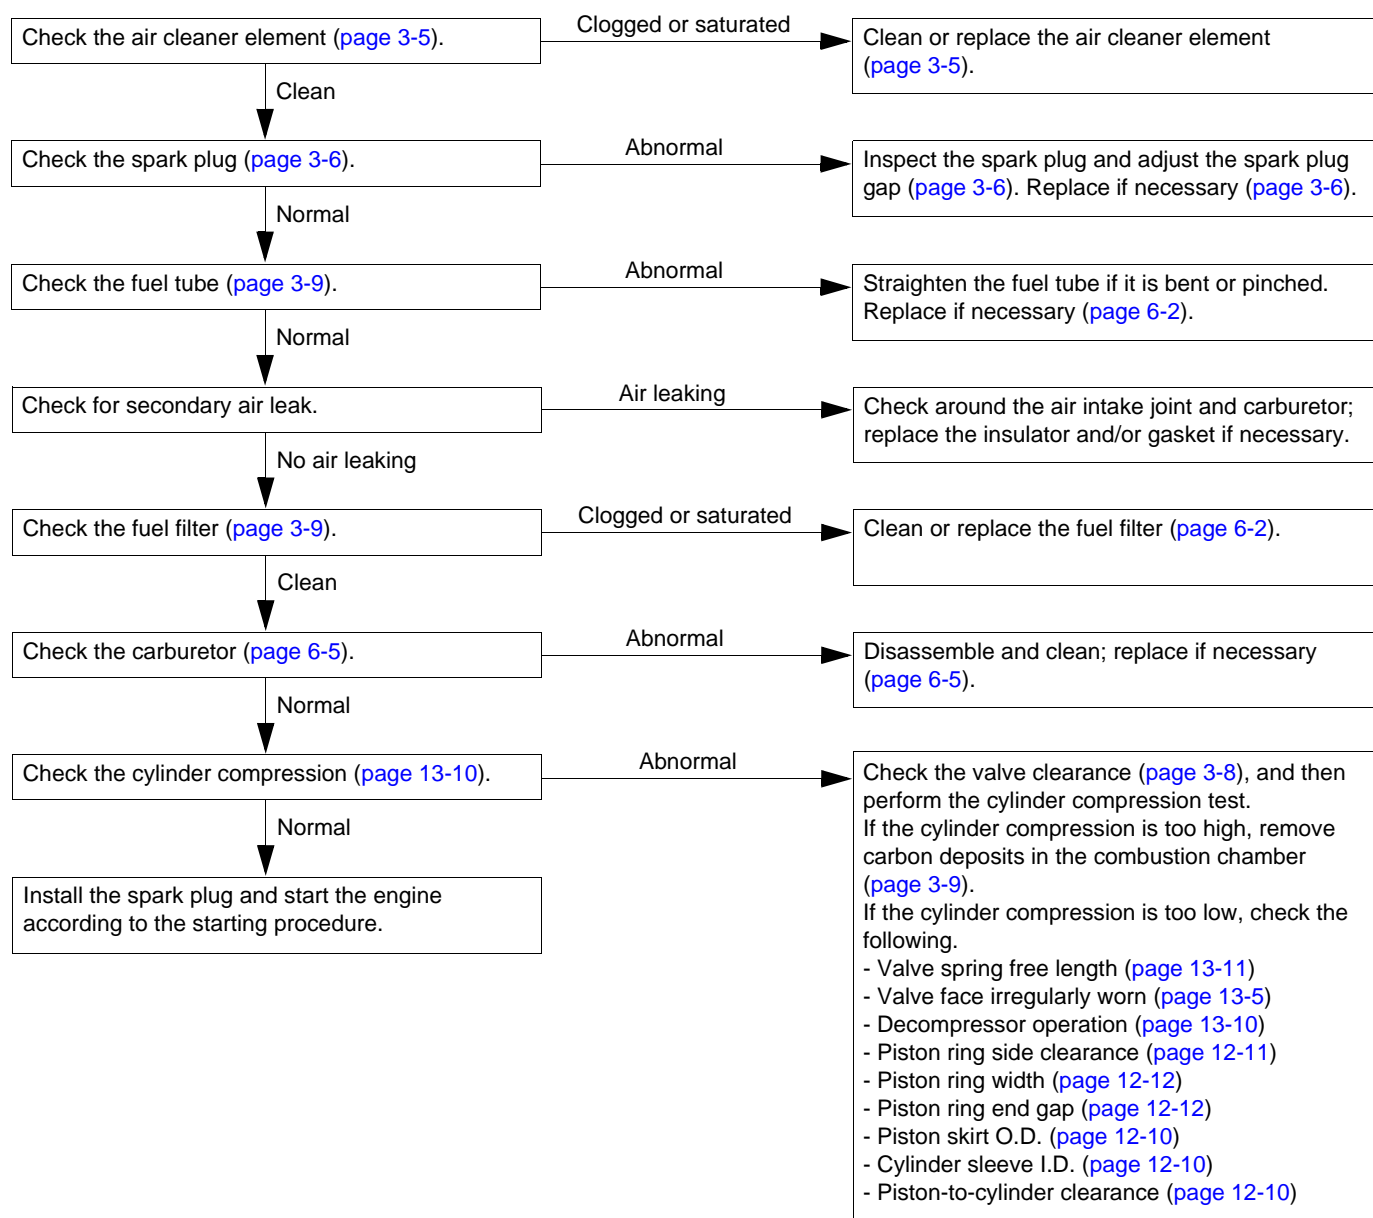 Check the air cleaner element (page 3-5).
Clogged or saturated
Clean or replace the air cleaner element
(page 3-5).
Clean
Check the spark plug (page 3-6).
Abnormal
Inspect the spark plug and adjust the spark plug
gap (page 3-6). Replace if necessary (page 3-6).
Normal
Check the fuel tube (page 3-9).
Abnormal
Straighten the fuel tube if it is bent or pinched.
Replace if necessary (page 6-2).
Normal
Check for secondary air leak.
Air leaking
Check around the air intake joint and carburetor;
replace the insulator and/or gasket if necessary.
No air leaking
Check the fuel filter (page 3-9).
Clogged or saturated
Clean or replace the fuel filter (page 6-2).
Clean
Check the carburetor (page 6-5).
Abnormal
Disassemble and clean; replace if necessary
(page 6-5).
Normal
Check the cylinder compression (page 13-10).
Abnormal
Check the valve clearance (page 3-8), and then
perform the cylinder compression test.
If the cylinder compression is too high, remove
carbon deposits in the combustion chamber
(page 3-9).
If the cylinder compression is too low, check the
following.
- Valve spring free length (page 13-11)
- Valve face irregularly worn (page 13-5)
- Decompressor operation (page 13-10)
- Piston ring side clearance (page 12-11)
- Piston ring width (page 12-12)
- Piston ring end gap (page 12-12)
- Piston skirt O.D. (page 12-10)
- Cylinder sleeve I.D. (page 12-10)
- Piston-to-cylinder clearance (page 12-10)
Normal
Install the spark plug and start the engine
according to the starting procedure.